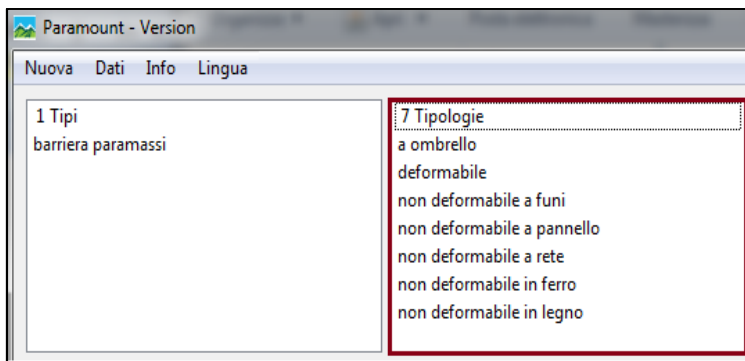 Paramount - Version
Nuova Dati Info Lingua
1 Tipi
barriera paramassi
7 Tipologie
a ombrello
deformabile
non deformabile a funi
non deformabile a pannello
non deformabile a rete
non deformabile in ferro
non deformabile in legno